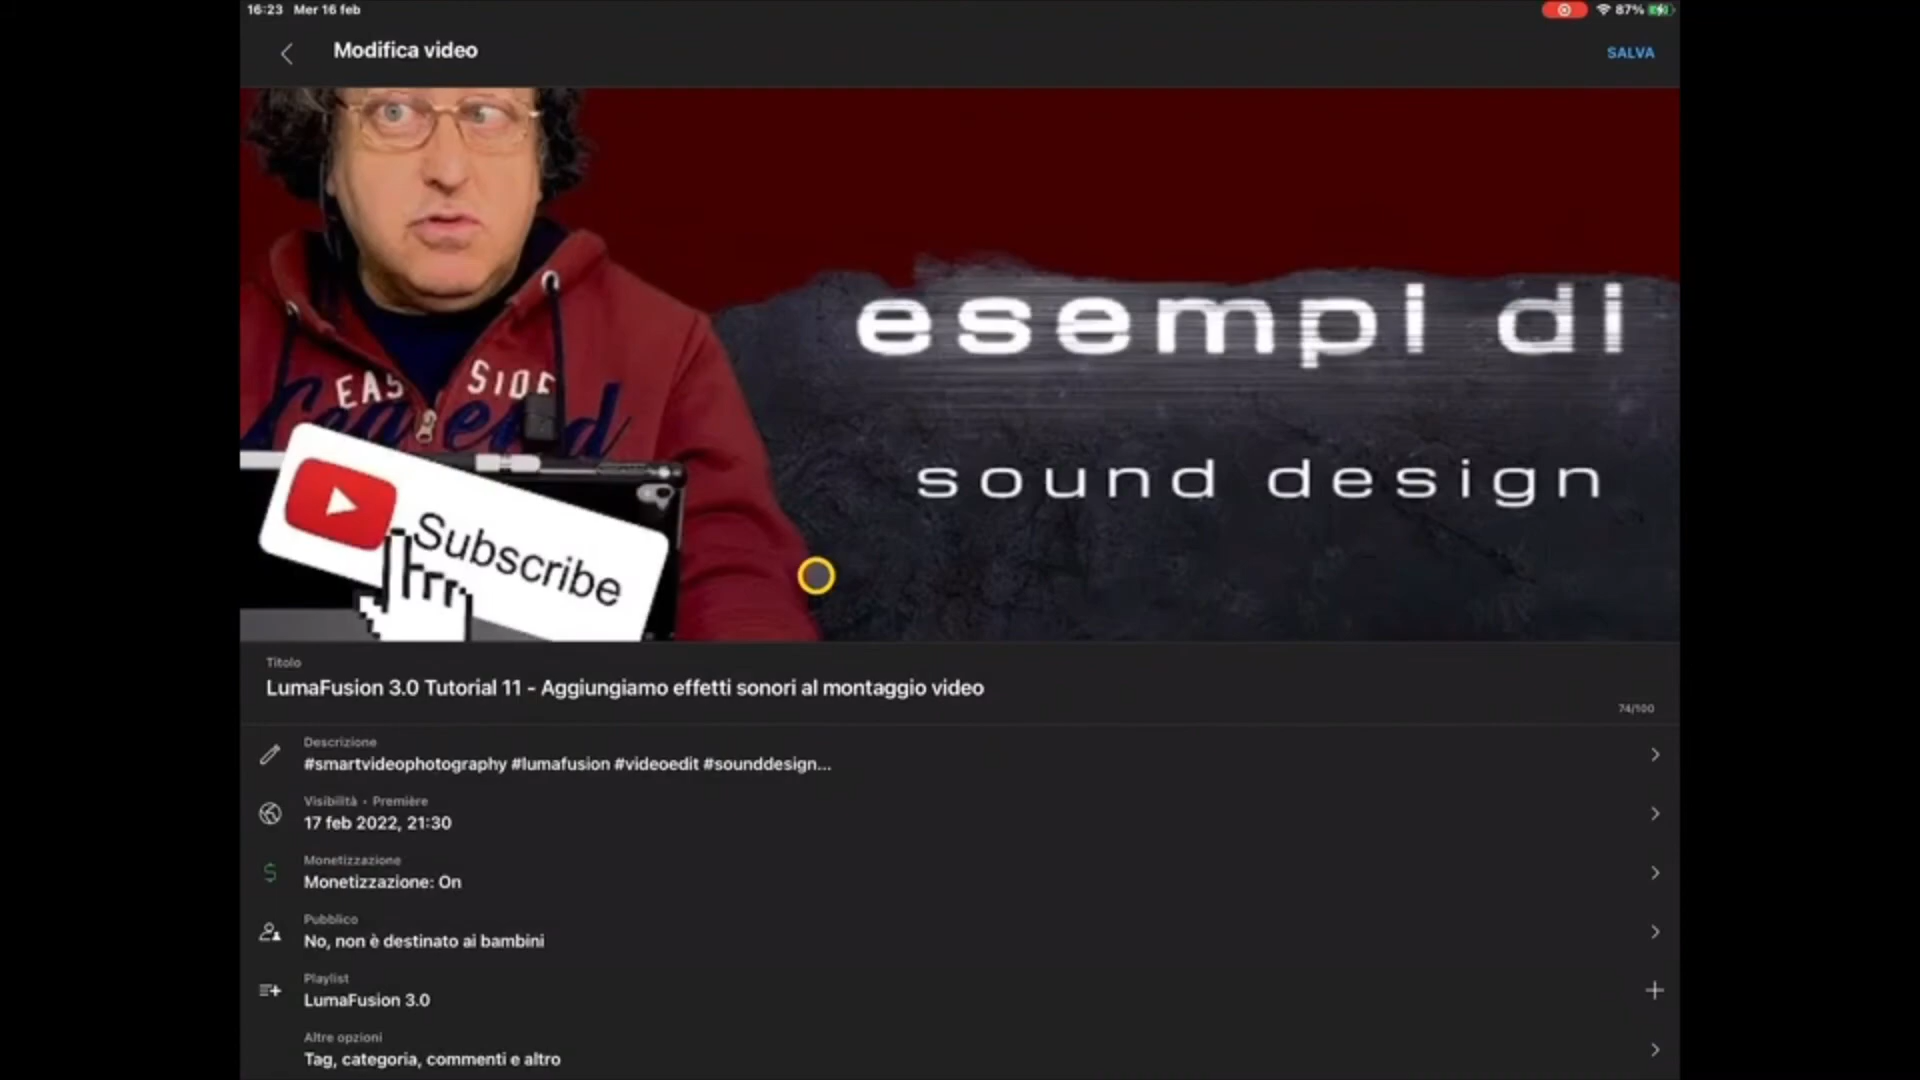 16:23 Mer 16 feb
87%
Modifica video
SALVA
esempi di
sound design
EAS SIDE
Legend
Subscribe
Titolo
LumaFusion 3.0 Tutorial 11 - Aggiungiamo effetti sonori al montaggio video
74/100
Descrizione
#smartvideophotography #lumafusion #videoedit #sounddesign...
Visibilità • Première
17 feb 2022, 21:30
Monetizzazione
Monetizzazione: On
Pubblico
No, non è destinato ai bambini
Playlist
LumaFusion 3.0
Altre opzioni
Tag, categoria, commenti e altro